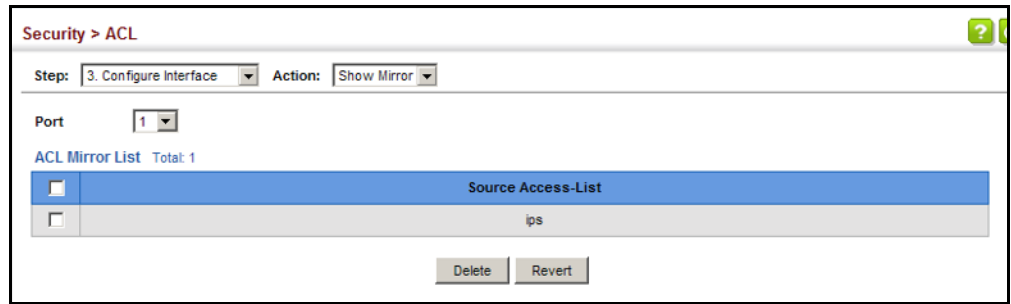 Security > ACL ?
Step: 3. Configure Interface Action: Show Mirror
Port 1
ACL Mirror List Total: 1
Source Access-List
ips
Delete Revert